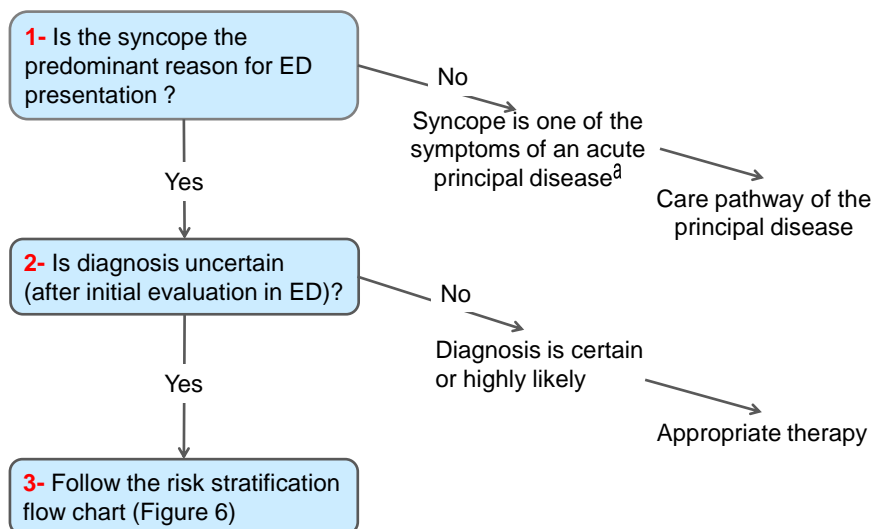 1- Is the syncope the
predominant reason for ED
presentation ?
No
Syncope is one of the
symptoms of an acute
principal diseaseª
Care pathway of the
principal disease
Yes
2- Is diagnosis uncertain
(after initial evaluation in ED)?
No
Diagnosis is certain
or highly likely
Appropriate therapy
Yes
3- Follow the risk stratification
flow chart (Figure 6)